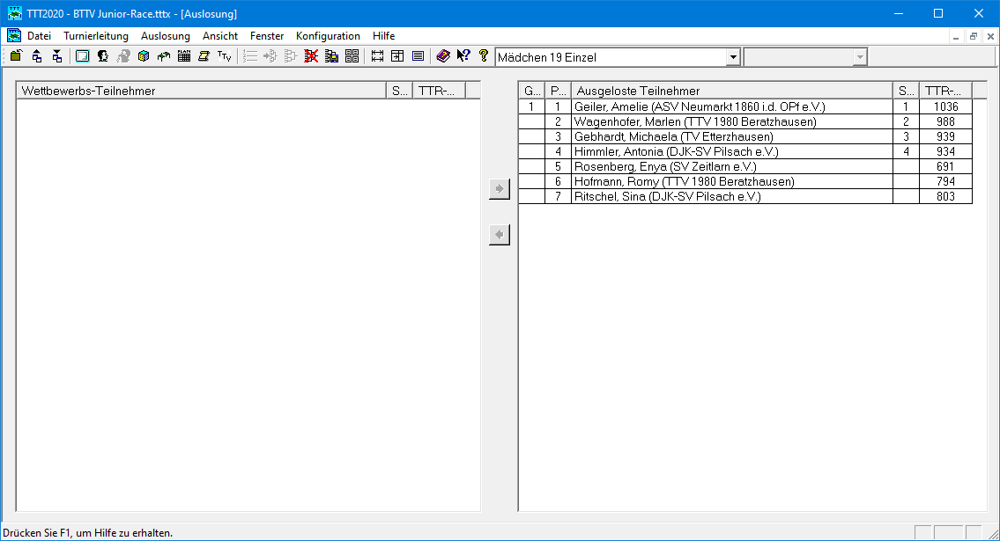 TTT2020 - BTTV Junior-Race.tttx - [Auslosung]
Datei Turnierleitung Auslosung Ansicht Fenster Konfiguration Hilfe
Mädchen 19 Einzel
Wettbewerbs-Teilnehmer S... TTR-...
G... P... Ausgeloste Teilnehmer S... TTR-...
1 1 Geiler, Amelie (ASV Neumarkt 1860 i.d. OPf e.V.) 1 1036
2 Wagenhofer, Marlen (TTV 1980 Beratzhausen) 2 988
3 Gebhardt, Michaela (TV Etterzhausen) 3 939
4 Himmler, Antonia (DJK-SV Pilsach e.V.) 4 934
5 Rosenberg, Enya (SV Zeitlarn e.V.) 691
6 Hofmann, Romy (TTV 1980 Beratzhausen) 794
7 Ritschel, Sina (DJK-SV Pilsach e.V.) 803
Drücken Sie F1, um Hilfe zu erhalten.